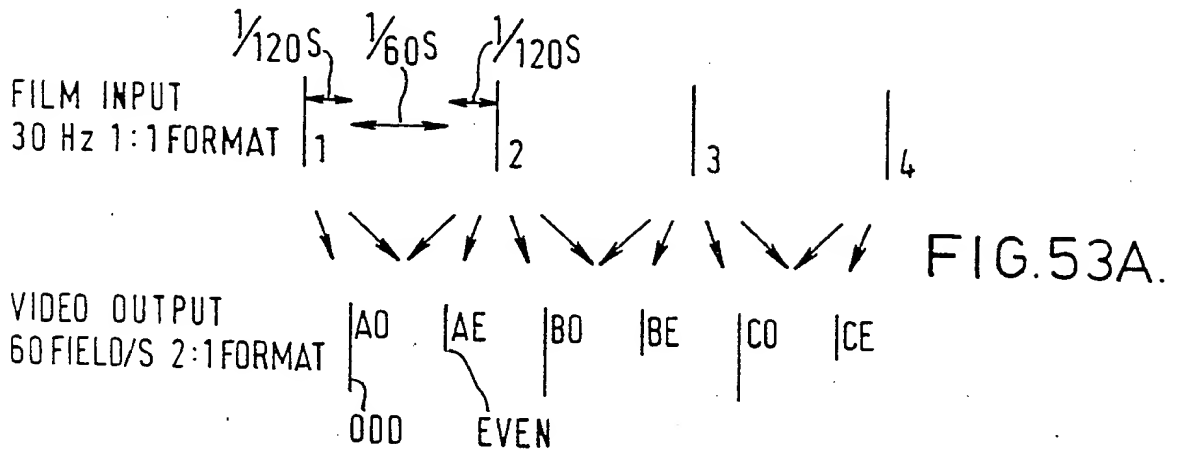 1/120S 1/60S 1/120S
FILM INPUT
30 Hz 1:1 FORMAT
1 2 3 4
FIG.53A.
VIDEO OUTPUT
60 FIELD/S 2:1 FORMAT
AO AE BO BE CO CE
ODD EVEN